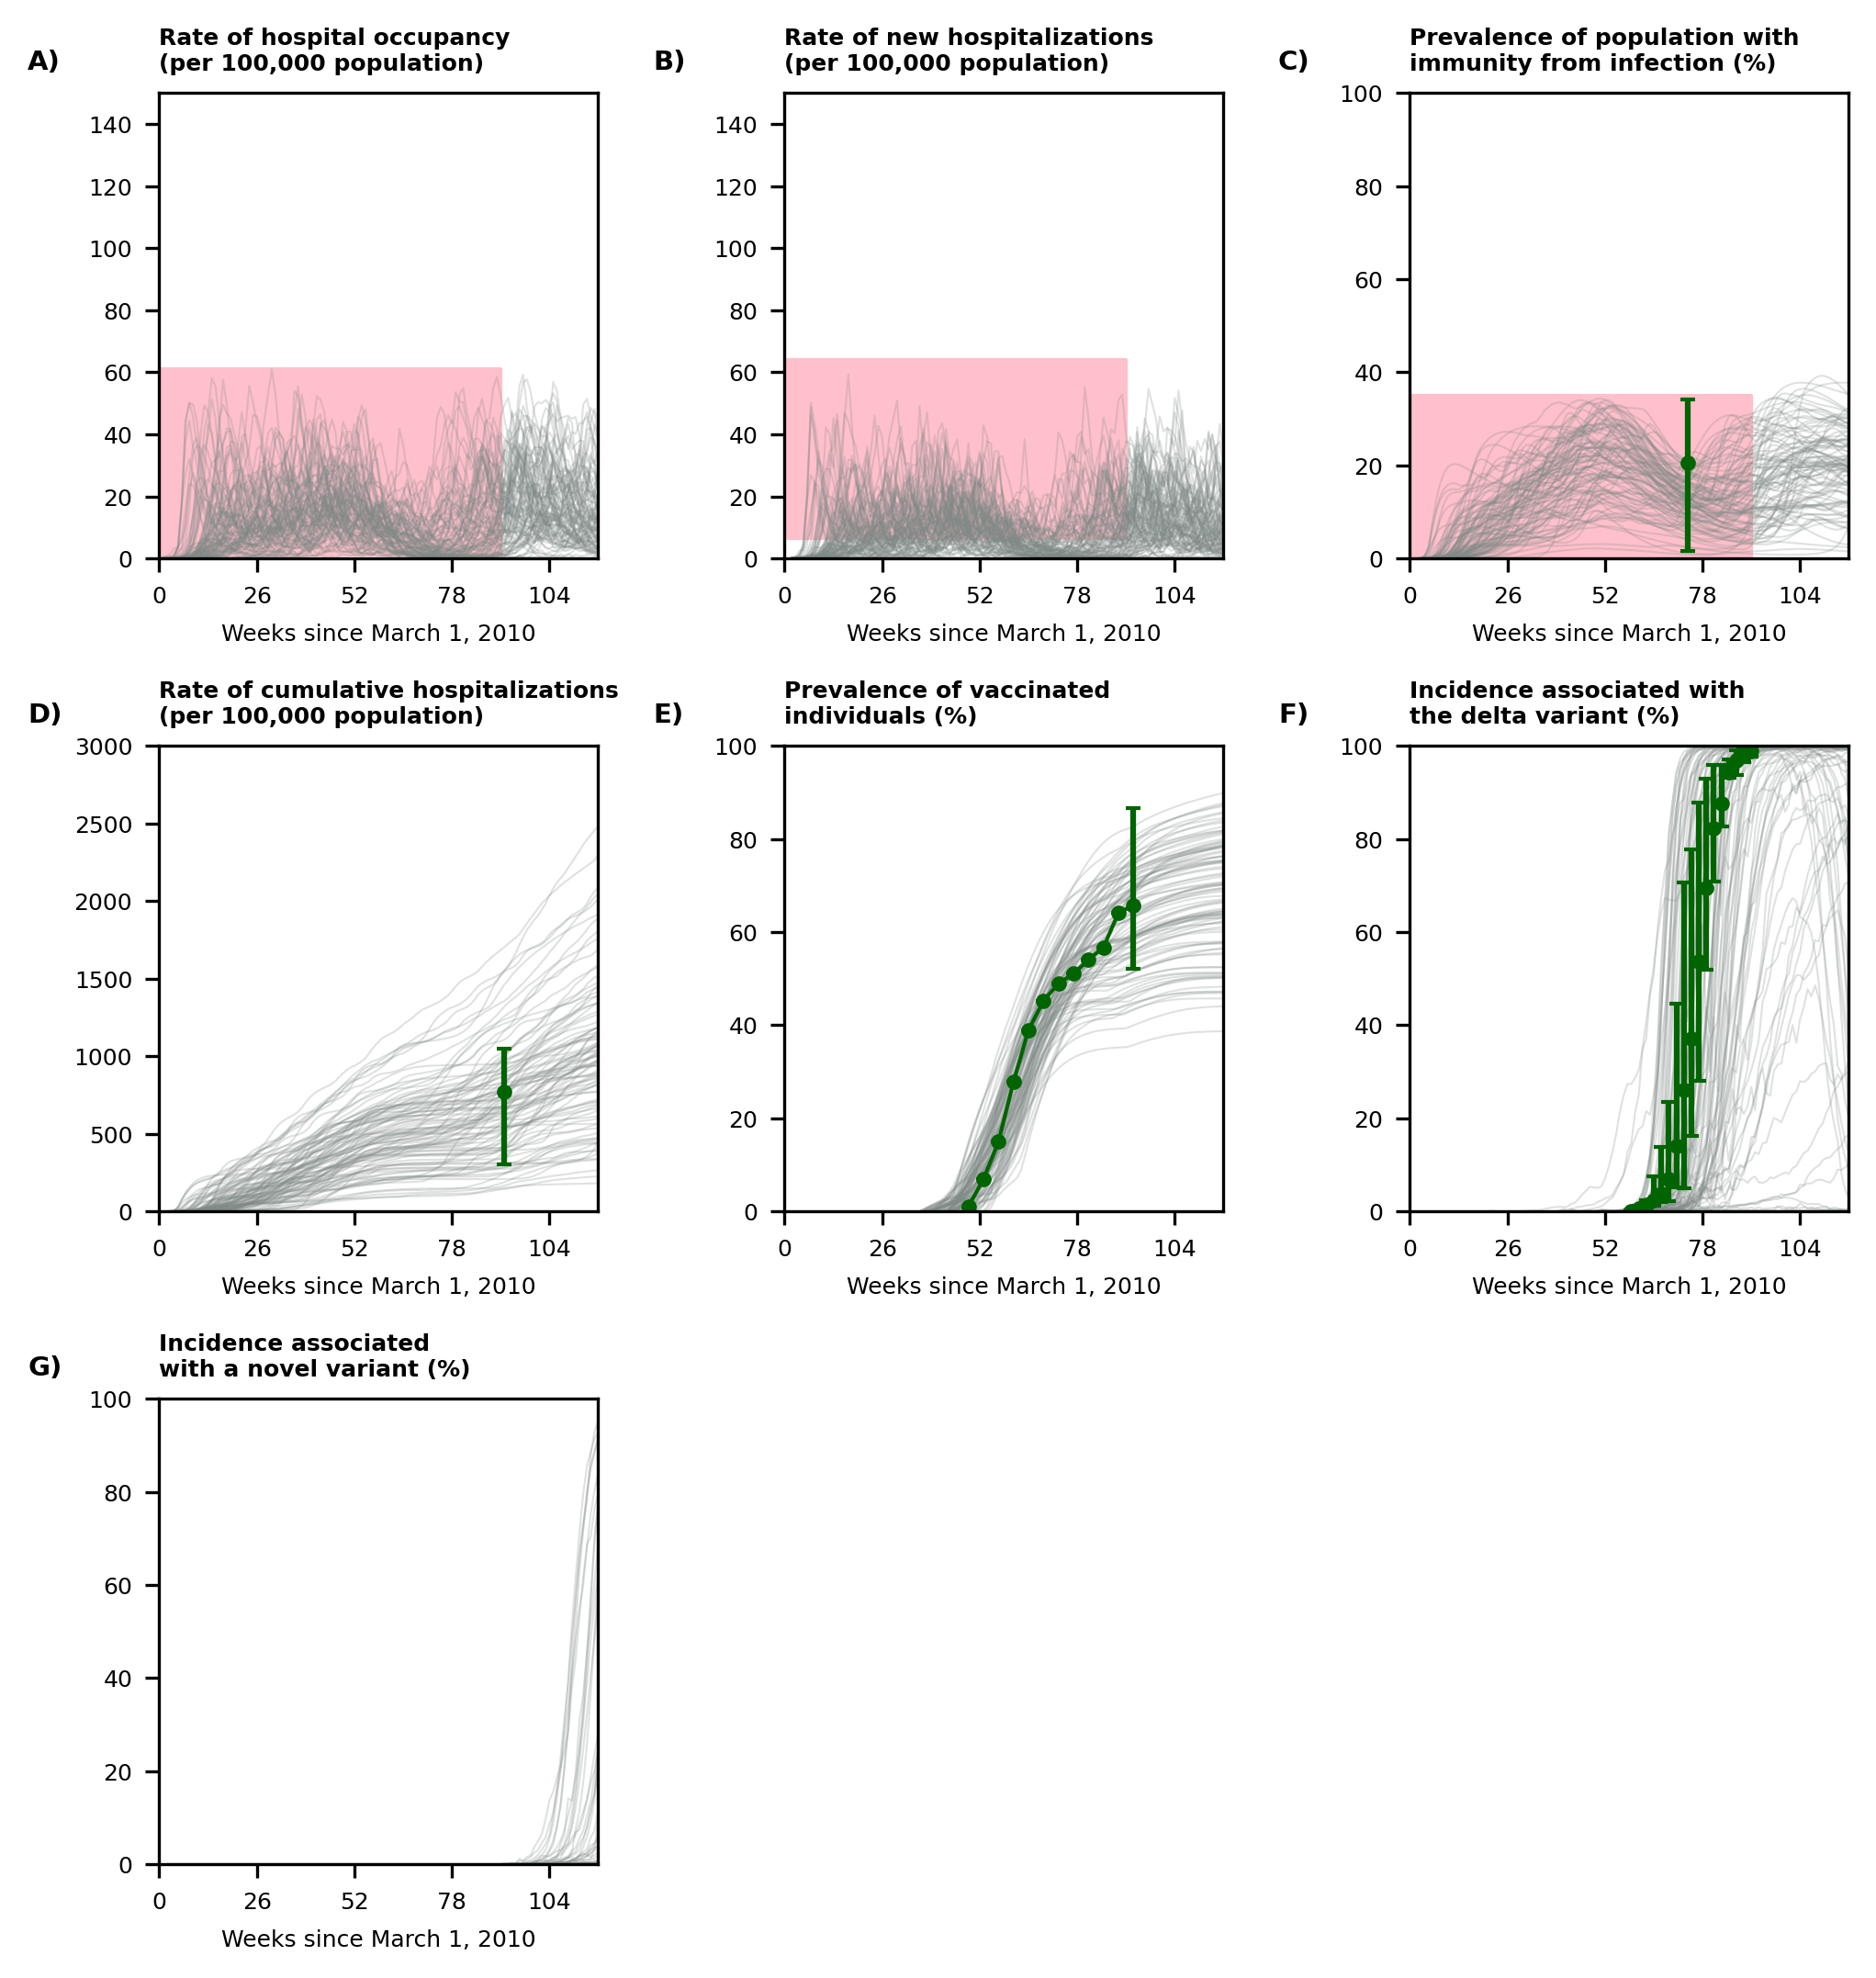 A)
Rate of hospital occupancy
(per 100,000 population)
140
120
100
80
60
40
20
0
0 26 52 78 104
Weeks since March 1, 2010
B)
Rate of new hospitalizations
(per 100,000 population)
140
120
100
80
60
40
20
0
0 26 52 78 104
Weeks since March 1, 2010
C)
Prevalence of population with
immunity from infection (%)
100
80
60
40
20
0
0 26 52 78 104
Weeks since March 1, 2010
D)
Rate of cumulative hospitalizations
(per 100,000 population)
3000
2500
2000
1500
1000
500
0
0 26 52 78 104
Weeks since March 1, 2010
E)
Prevalence of vaccinated
individuals (%)
100
80
60
40
20
0
0 26 52 78 104
Weeks since March 1, 2010
F)
Incidence associated with
the delta variant (%)
100
80
60
40
20
0
0 26 52 78 104
Weeks since March 1, 2010
G)
Incidence associated
with a novel variant (%)
100
80
60
40
20
0
0 26 52 78 104
Weeks since March 1, 2010